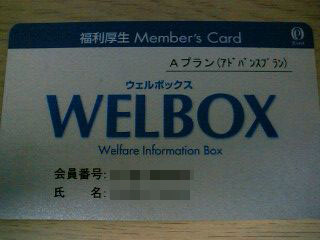 福利厚生 Member's Card
Aプラン(ｱﾄﾞﾊﾞﾝｽﾌﾟﾗﾝ)
ウェルボックス
WELBOX
Welfare Information Box
会員番号:
氏　　名: